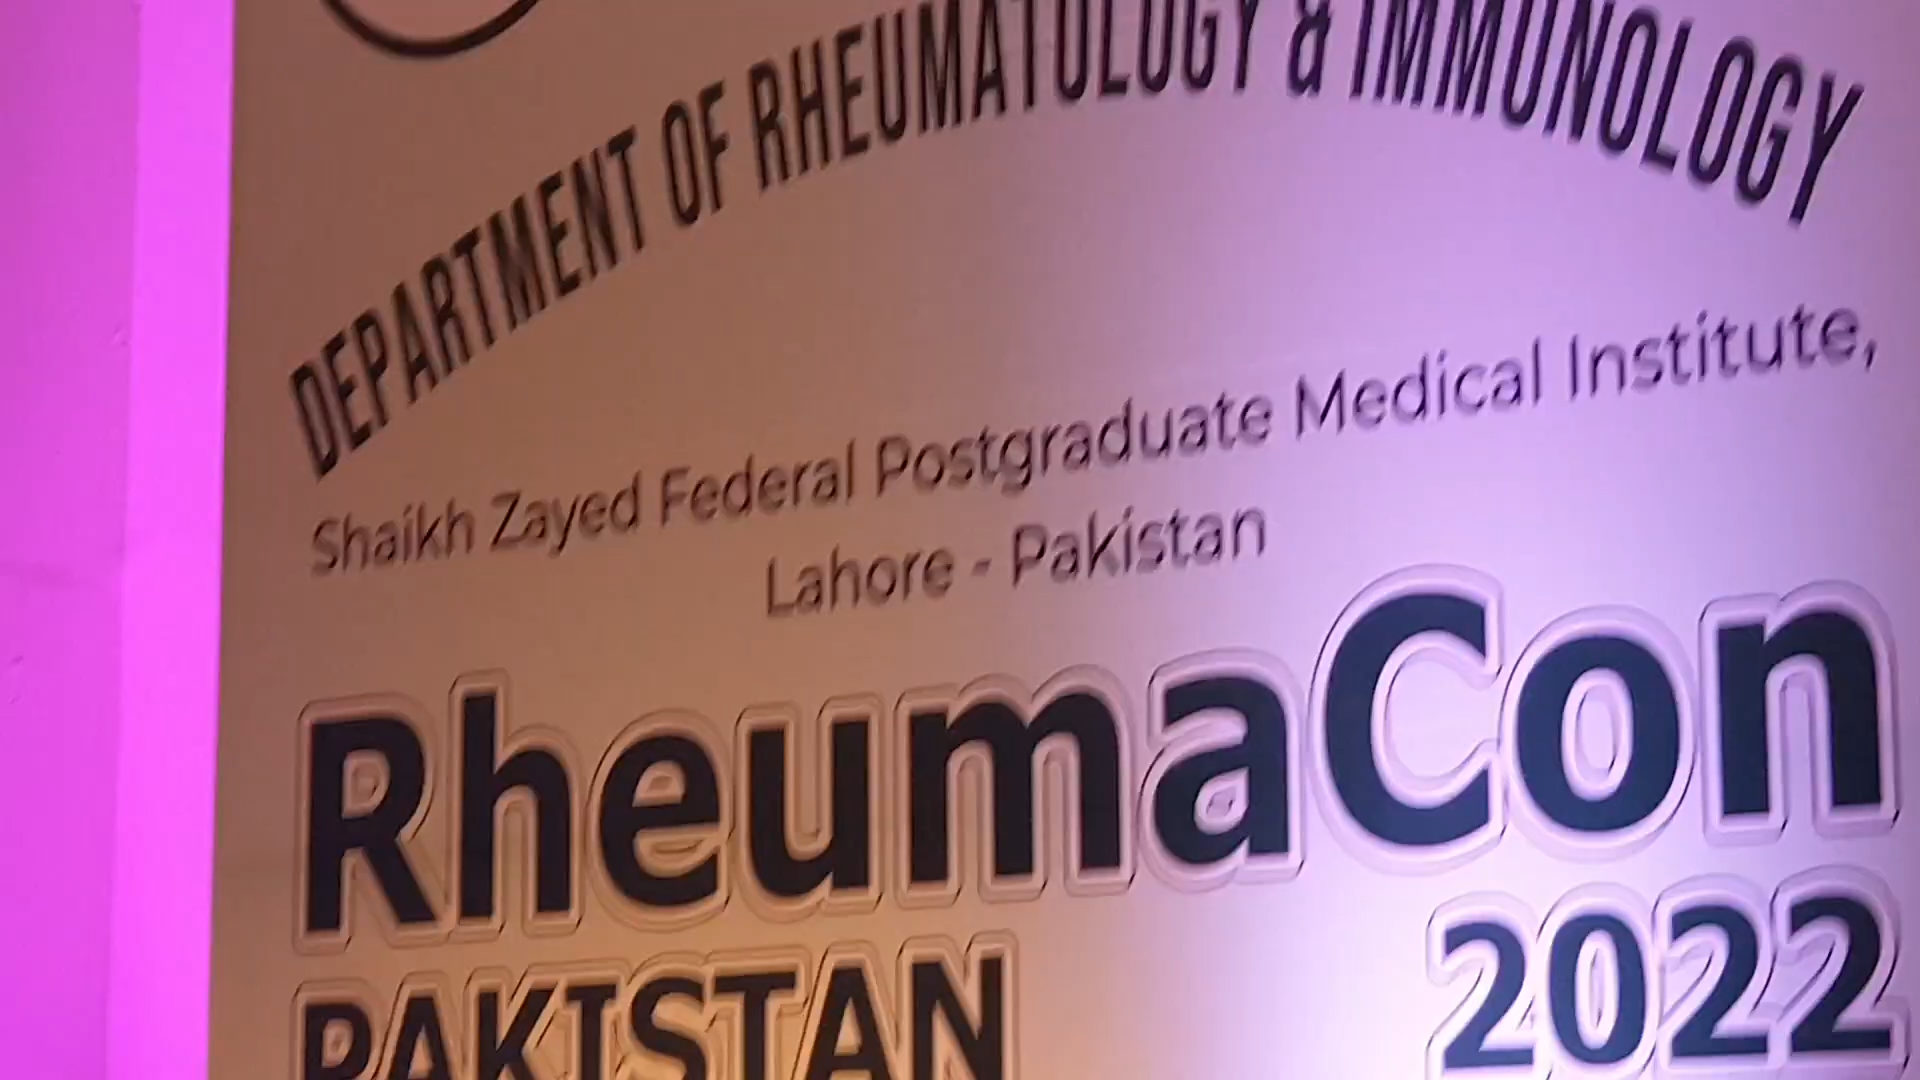 DEPARTMENT OF RHEUMATOLOGY & IMMUNOLOGY
Shaikh Zayed Federal Postgraduate Medical Institute,
Lahore - Pakistan
RheumaCon
PAKISTAN 2022